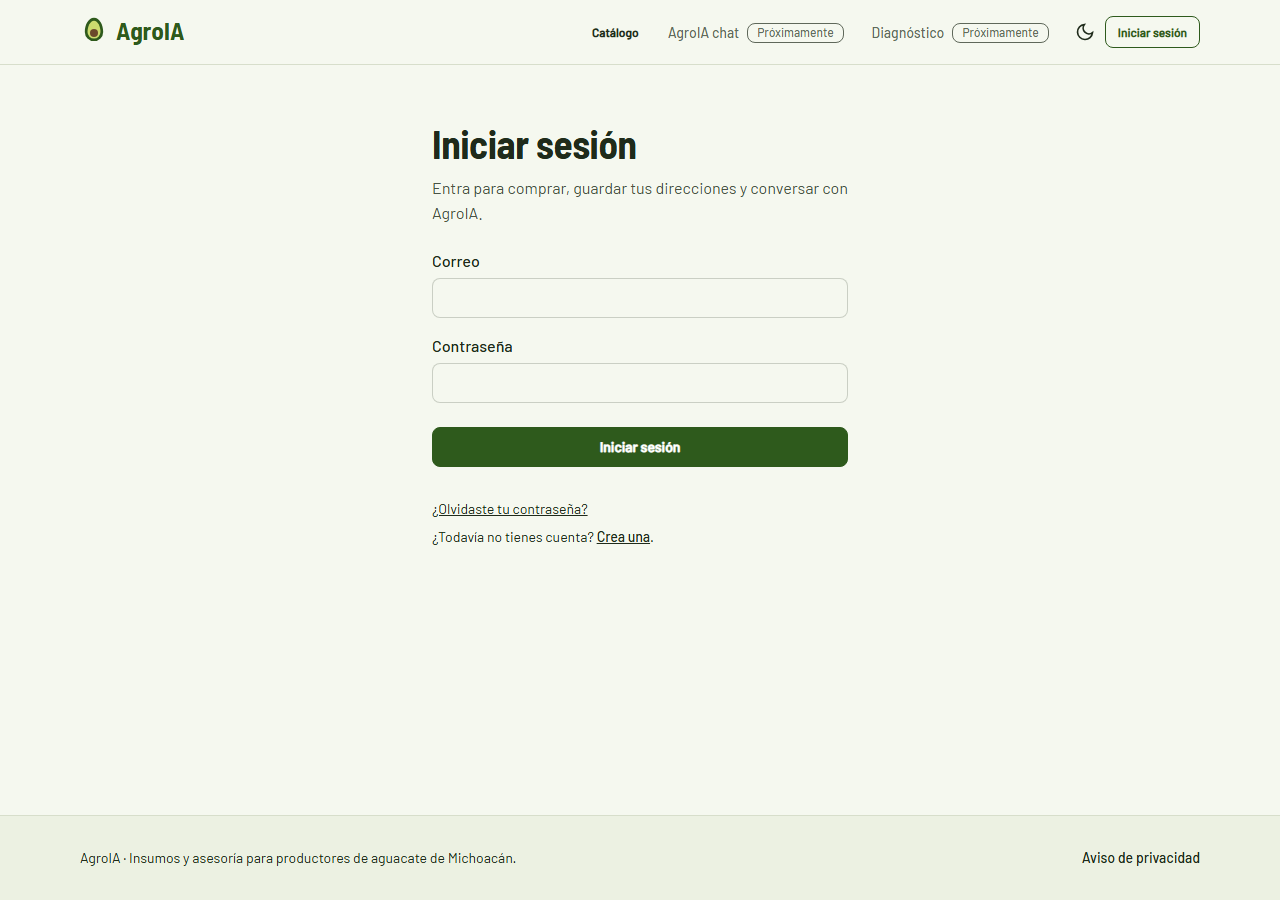 AgroIA
Catálogo
AgroIA chat
Próximamente
Diagnóstico
Próximamente
Iniciar sesión
Iniciar sesión
Entra para comprar, guardar tus direcciones y conversar con
AgroIA.
Correo
Contraseña
Iniciar sesión
¿Olvidaste tu contraseña?
¿Todavía no tienes cuenta? Crea una.
AgroIA · Insumos y asesoría para productores de aguacate de Michoacán.
Aviso de privacidad